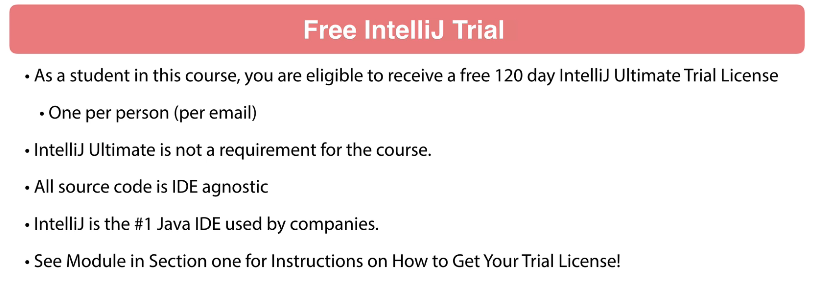 Free IntelliJ Trial
• As a student in this course, you are eligible to receive a free 120 day IntelliJ Ultimate Trial License
• One per person (per email)
• IntelliJ Ultimate is not a requirement for the course.
• All source code is IDE agnostic
• IntelliJ is the #1 Java IDE used by companies.
• See Module in Section one for Instructions on How to Get Your Trial License!